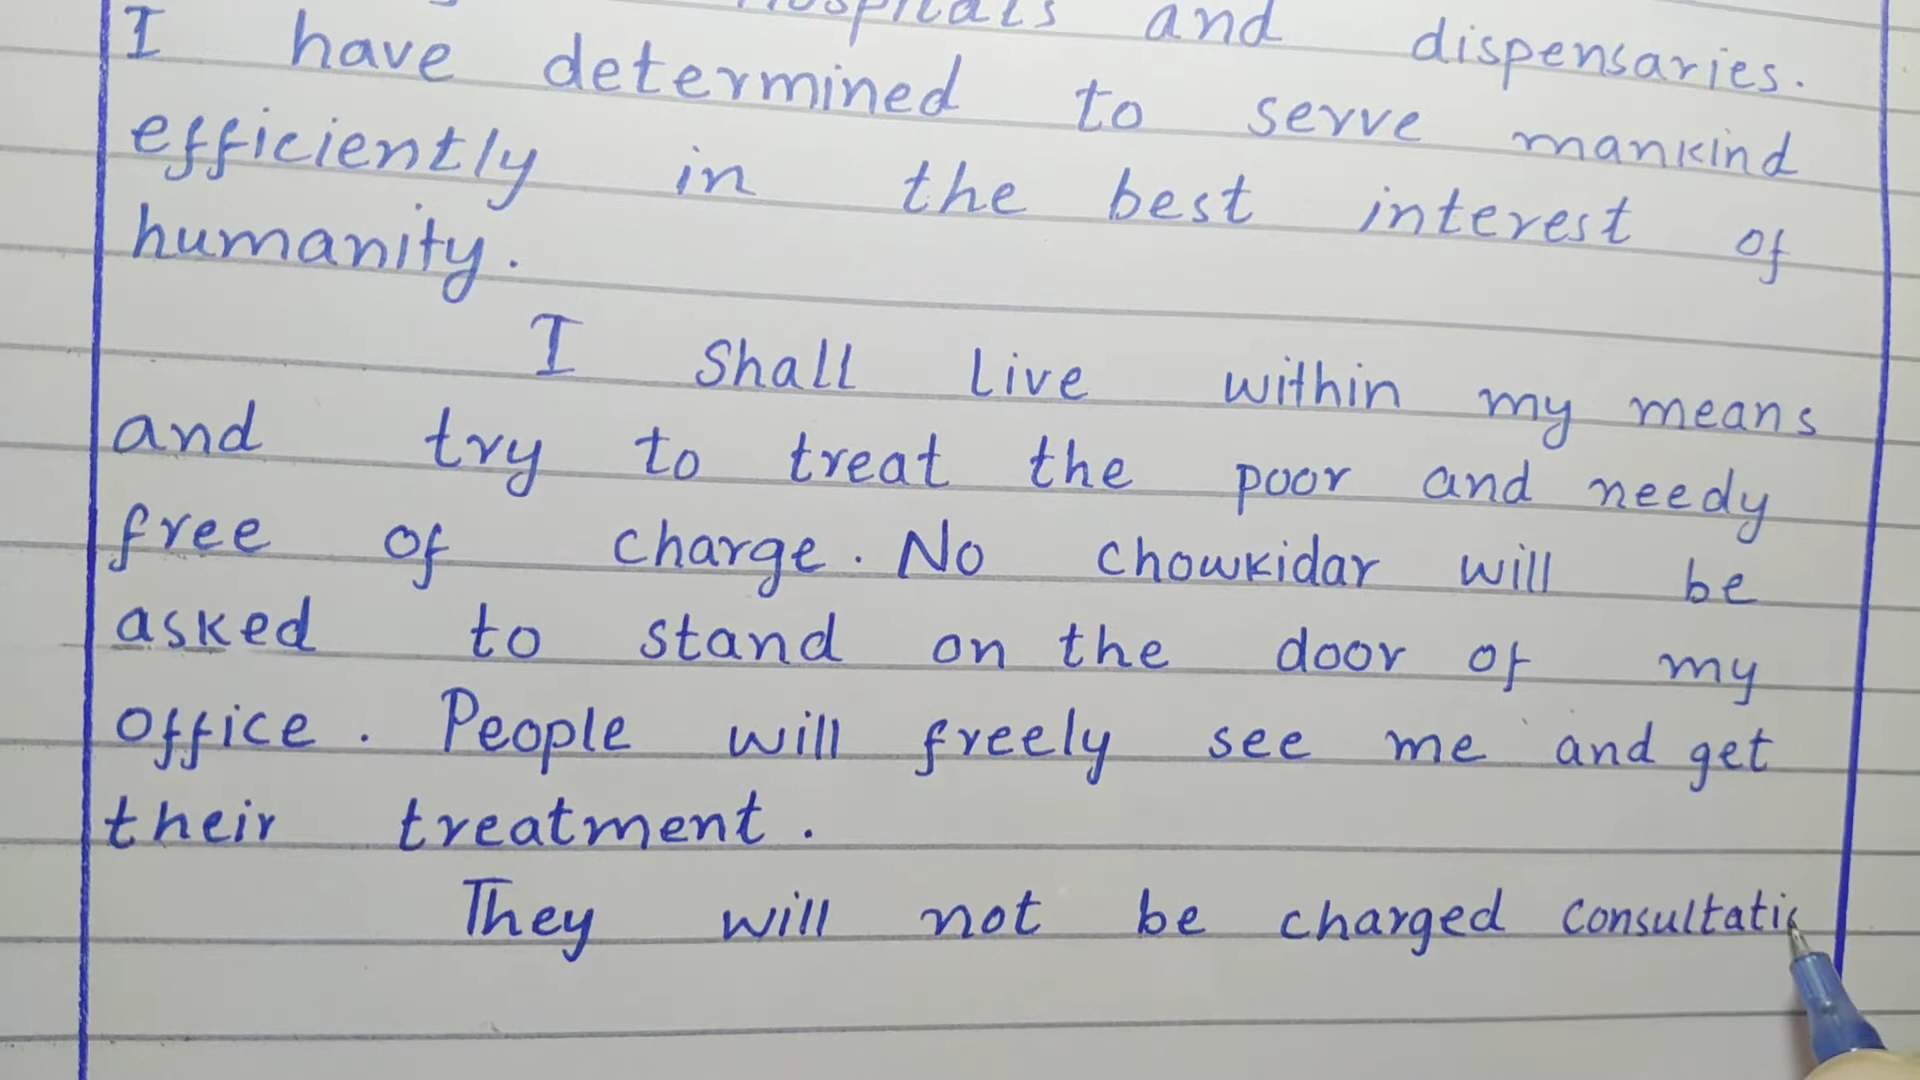 hospitals and dispensaries.
I have determined to serve mankind
efficiently in the best interest of
humanity.
I Shall Live within my means
and try to treat the poor and needy
free of charge. No chowkidar will be
asked to stand on the door of my
office. People will freely see me and get
their treatment.
They will not be charged consultati